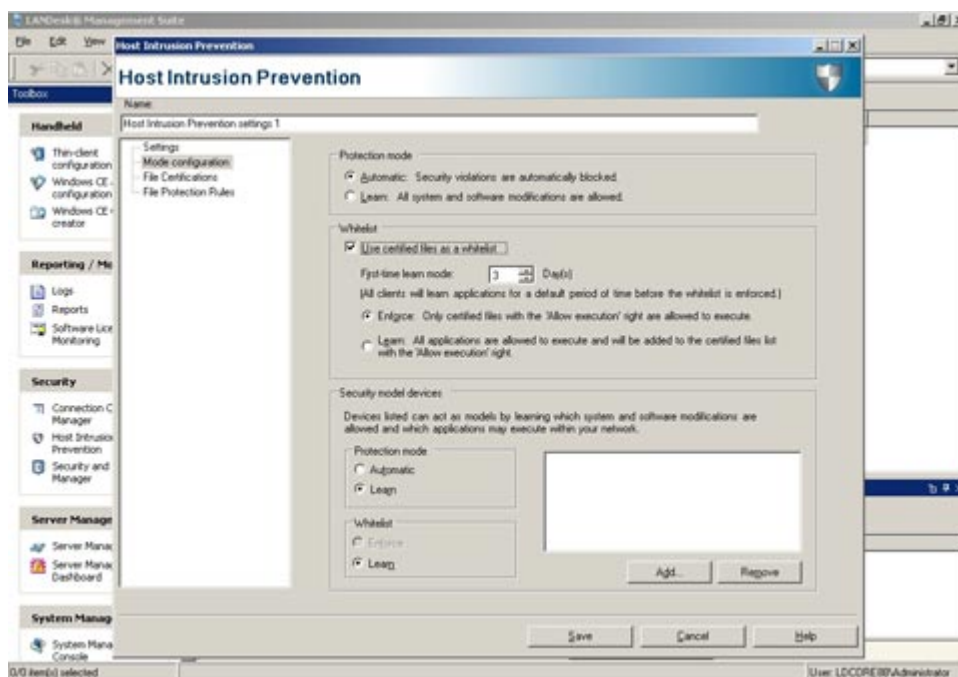 LANDesk® Management Suite
File Edit View
Toolbox
Handheld
Thin-client
configuration
Windows CE
configuration
Windows CE
creator
Reporting / Mo
Logs
Reports
Software Lice
Monitoring
Security
Connection C
Manager
Host Intrusion
Prevention
Security and
Manager
Server Manage
Server Manag
Server Manag
Dashboard
System Manag
System Mana
Console
0/0 item(s) selected
Host Intrusion Prevention
Host Intrusion Prevention
Name:
Host Intrusion Prevention settings 1
Settings
Mode configuration
File Certifications
File Protection Rules
Protection mode
Automatic: Security violations are automatically blocked.
Learn: All system and software modifications are allowed.
Whitelist
Use certified files as a whitelist
First-time learn mode: 3 Day(s)
(All clients will learn applications for a default period of time before the whitelist is enforced.)
Enforce: Only certified files with the 'Allow execution' right are allowed to execute.
Learn: All applications are allowed to execute and will be added to the certified files list
with the 'Allow execution' right.
Security model devices
Devices listed can act as models by learning which system and software modifications are
allowed and which applications may execute within your network.
Protection mode
Automatic
Learn
Whitelist
Enforce
Learn
Add... Remove
Save Cancel Help
User: LDCORE88\Administrator